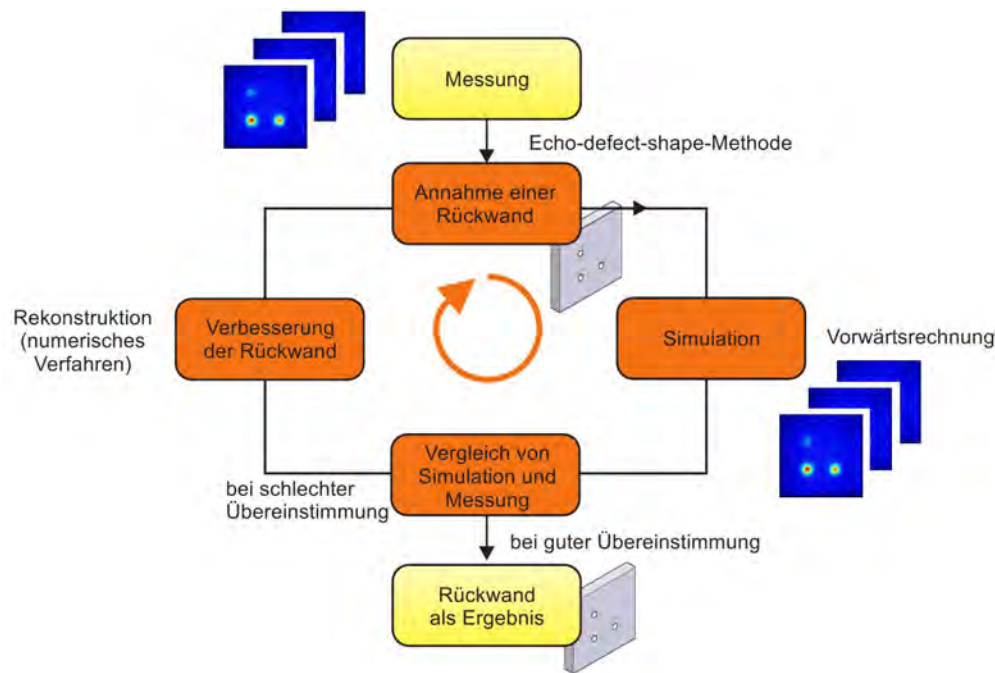 Messung
Echo-defect-shape-Methode
Annahme einer
Rückwand
Rekonstruktion
(numerisches
Verfahren)
Verbesserung
der Rückwand
Simulation
Vorwärtsrechnung
Vergleich von
Simulation und
Messung
bei schlechter
Übereinstimmung
bei guter Übereinstimmung
Rückwand
als Ergebnis